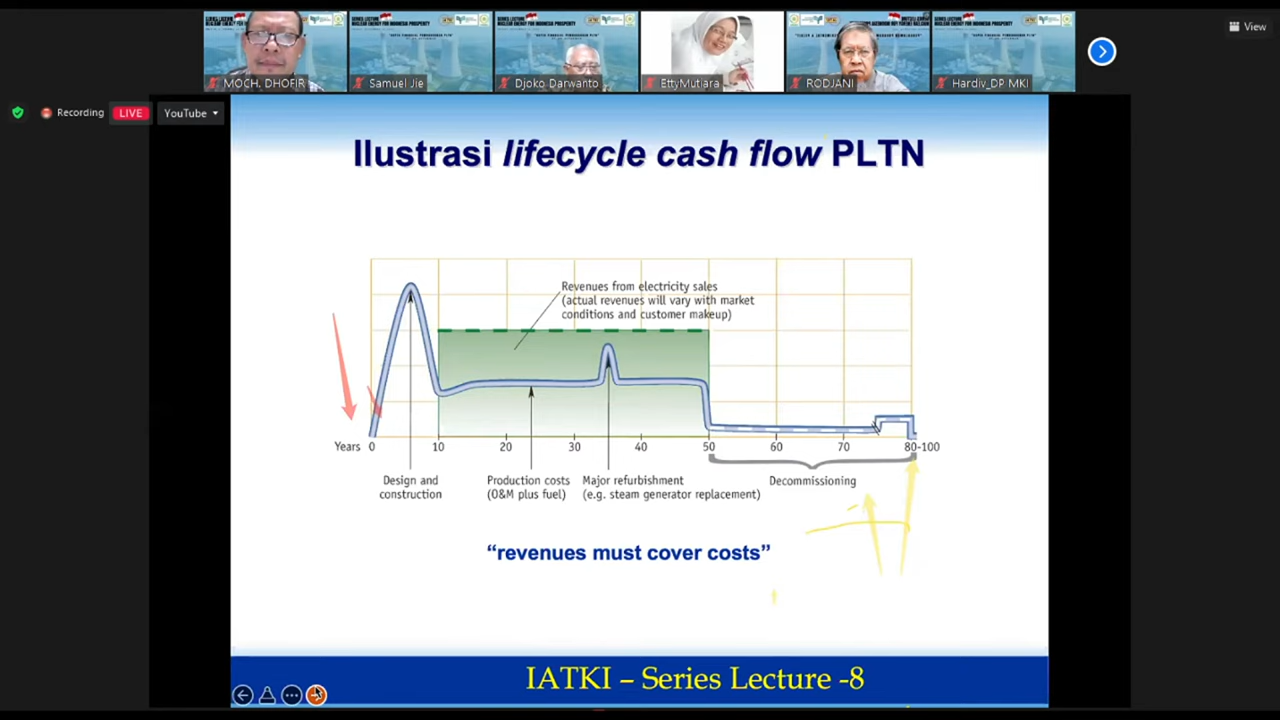 MOCH. DHOFIR
Samuel Jie
Djoko Darwanto
EttyMutiara
RODJANI
Hardiv_DP MKI
View
Recording
LIVE
YouTube
Ilustrasi lifecycle cash flow PLTN
Revenues from electricity sales
(actual revenues will vary with market
conditions and customer makeup)
Years 0 10 20 30 40 50 60 70 80-100
Design and
construction
Production costs
(O&M plus fuel)
Major refurbishment
(e.g. steam generator replacement)
Decommissioning
“revenues must cover costs”
IATKI – Series Lecture -8